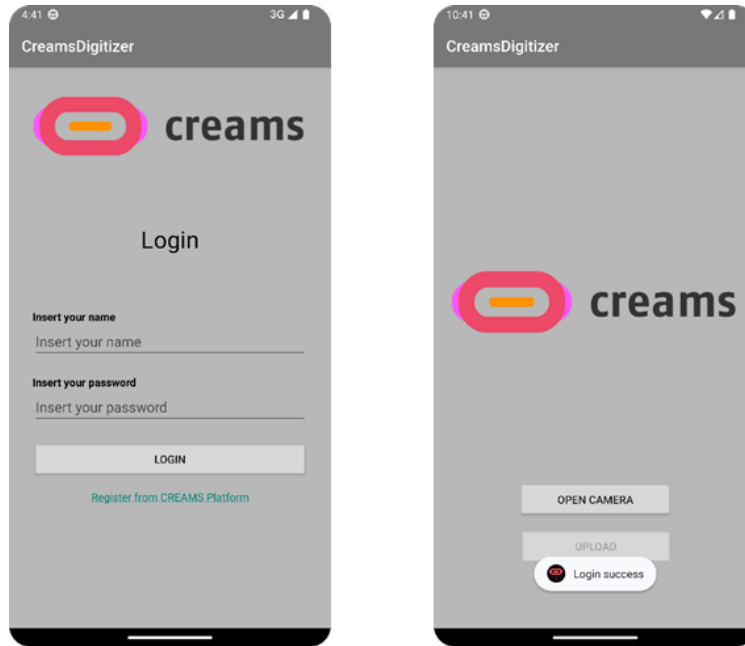 4:41
3G
CreamsDigitizer
creams
Login
Insert your name
Insert your name
Insert your password
Insert your password
LOGIN
Register from CREAMS Platform
10:41
CreamsDigitizer
creams
OPEN CAMERA
UPLOAD
Login success